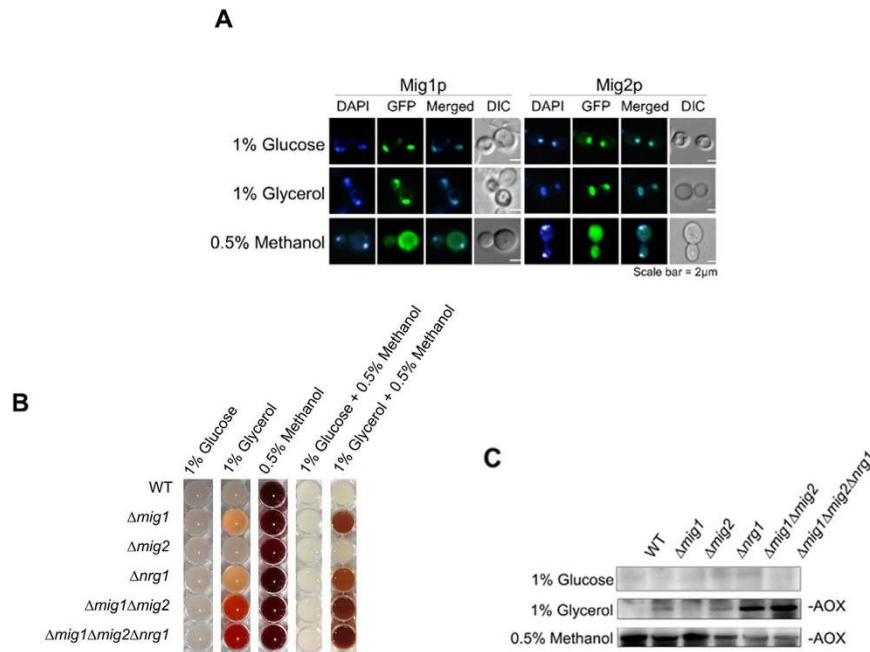 A
Mig1p Mig2p
DAPI GFP Merged DIC DAPI GFP Merged DIC
1% Glucose
1% Glycerol
0.5% Methanol
Scale bar = 2μm
B
1% Glucose
1% Glycerol
0.5% Methanol
1% Glucose + 0.5% Methanol
1% Glycerol + 0.5% Methanol
WT
Δmig1
Δmig2
Δnrg1
Δmig1Δmig2
Δmig1Δmig2Δnrg1
C
WT
Δmig1
Δmig2
Δnrg1
Δmig1Δmig2
Δmig1Δmig2Δnrg1
1% Glucose
1% Glycerol -AOX
0.5% Methanol -AOX